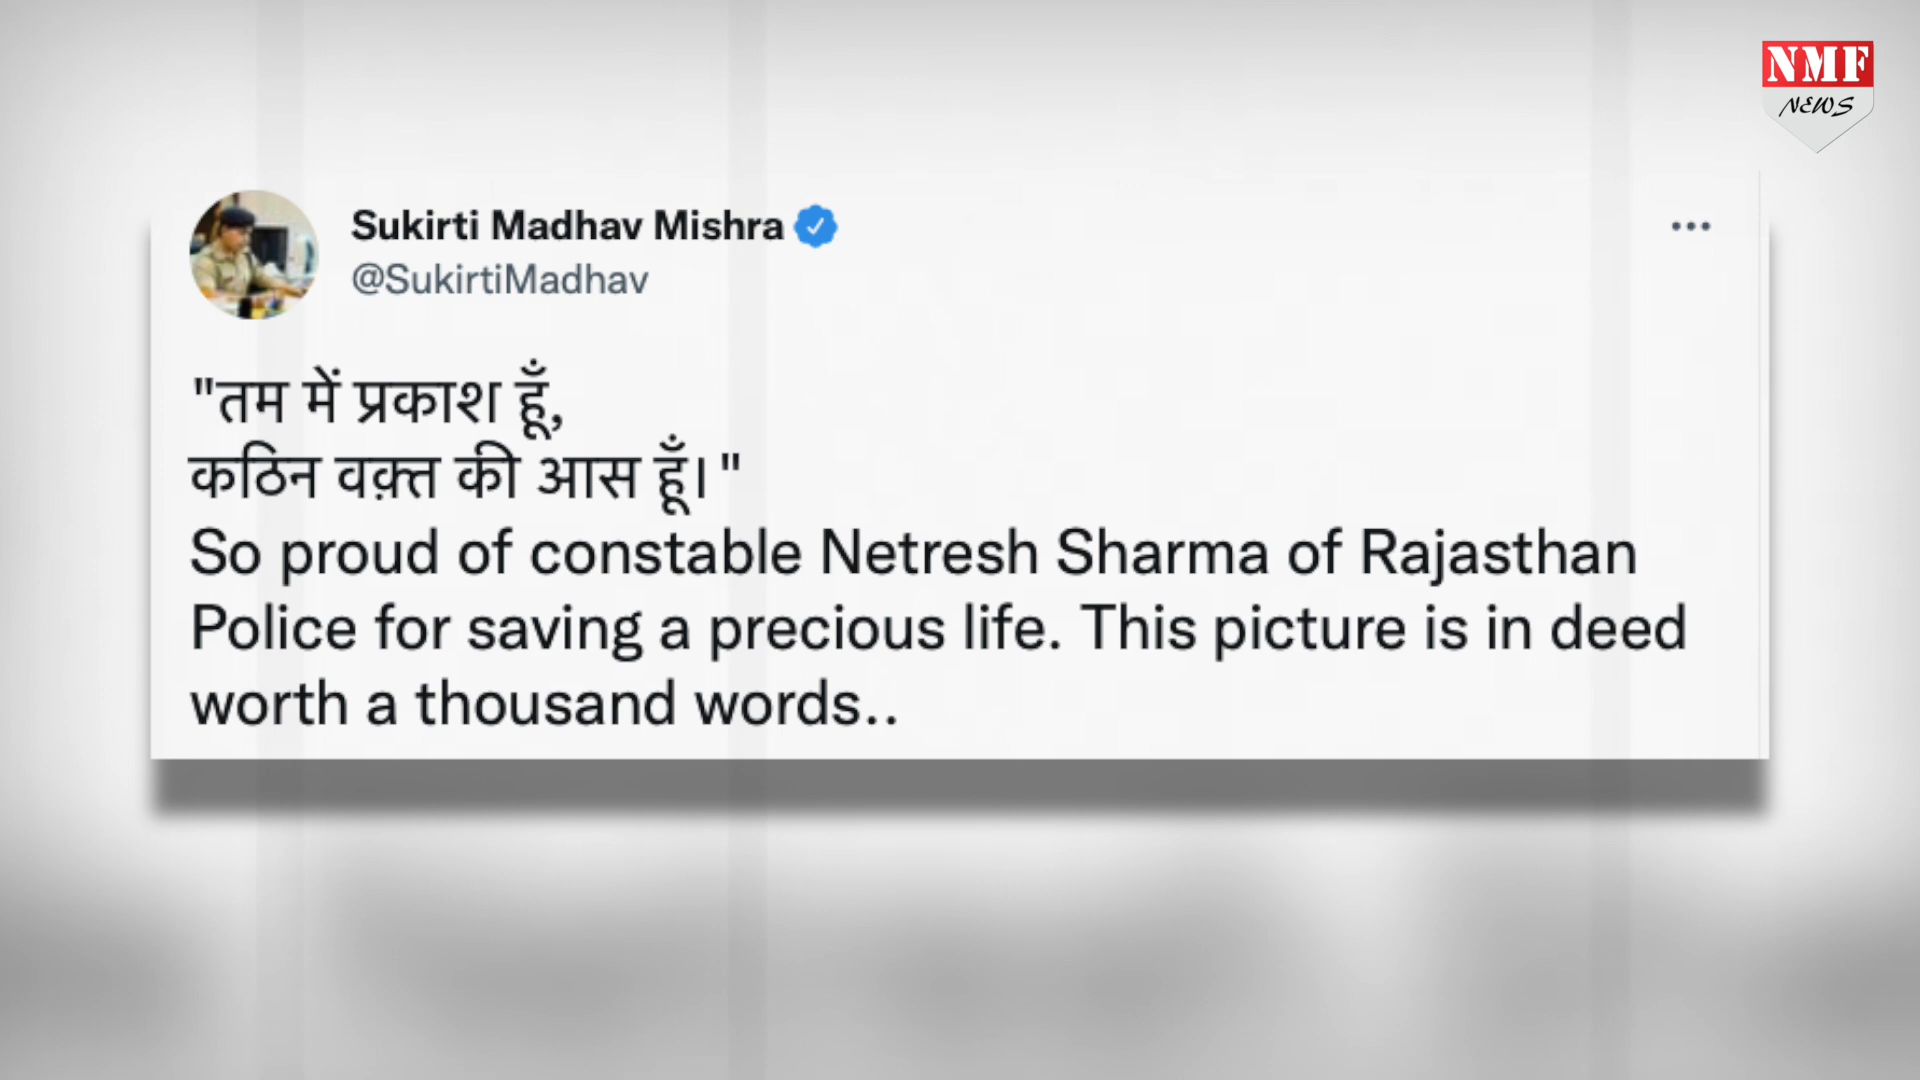 NMF
NEWS
Sukirti Madhav Mishra
@SukirtiMadhav
"तम में प्रकाश हूँ,
कठिन वक़्त की आस हूँ।"
So proud of constable Netresh Sharma of Rajasthan
Police for saving a precious life. This picture is in deed
worth a thousand words..